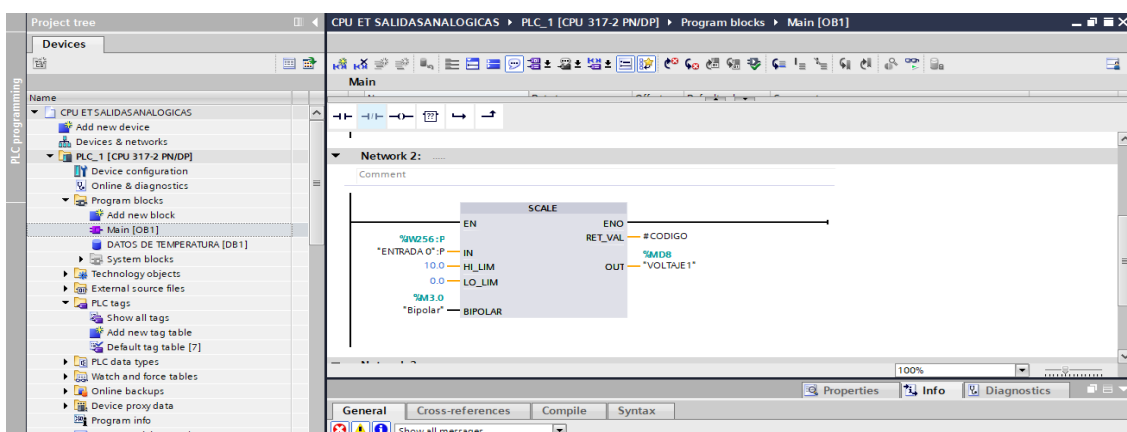 Project tree
CPU ET SALIDASANALOGICAS ▸ PLC_1 [CPU 317-2 PN/DP] ▸ Program blocks ▸ Main [OB1]
Devices
PLC programming
Name
CPU ET SALIDASANALOGICAS
Add new device
Devices & networks
PLC_1 [CPU 317-2 PN/DP]
Device configuration
Online & diagnostics
Program blocks
Add new block
Main [OB1]
DATOS DE TEMPERATURA [DB1]
System blocks
Technology objects
External source files
PLC tags
Show all tags
Add new tag table
Default tag table [7]
PLC data types
Watch and force tables
Online backups
Device proxy data
Program info
Main
??
Network 2: .....
Comment
SCALE
EN
ENO
%IW256:P
"ENTRADA 0":P
IN
RET_VAL
#CODIGO
10.0
HI_LIM
%MD8
OUT
"VOLTAJE1"
0.0
LO_LIM
%M3.0
"Bipolar"
BIPOLAR
100%
Properties
Info
Diagnostics
General
Cross-references
Compile
Syntax
Show all messages